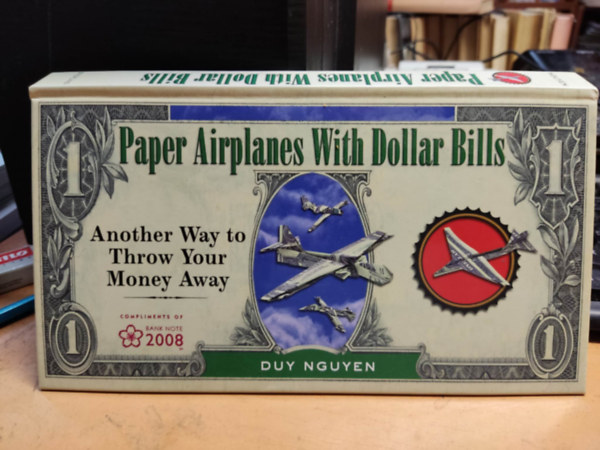 Paper Airplanes With Dollar Bills
1
1
Paper Airplanes With Dollar Bills
Another Way to
Throw Your
Money Away
COMPLIMENTS OF
BANK NOTE
2008
1
DUY NGUYEN
1